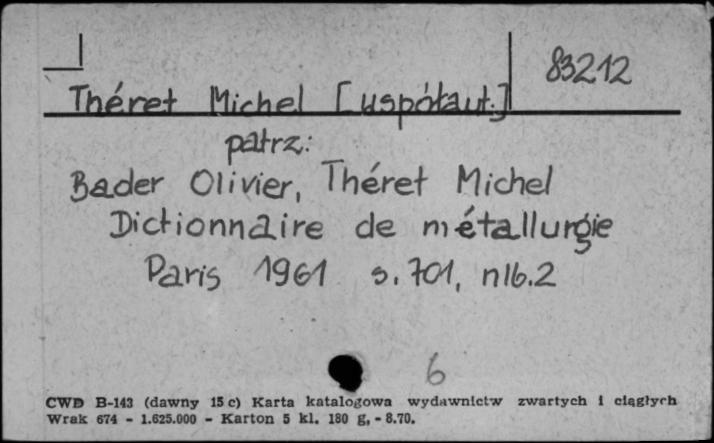 83212
Théret Michel [uspółaut.]
patrz:
Bader Olivier, Théret Michel
Dictionnaire de métallurgie
Paris 1961 s. 701, nlb. 2
6
CWD B-143 (dawny 15 c) Karta katalogowa wydawnictw zwartych i ciągłych
Wrak 674 - 1.625.000 - Karton 5 kl. 180 g, - 8.70.